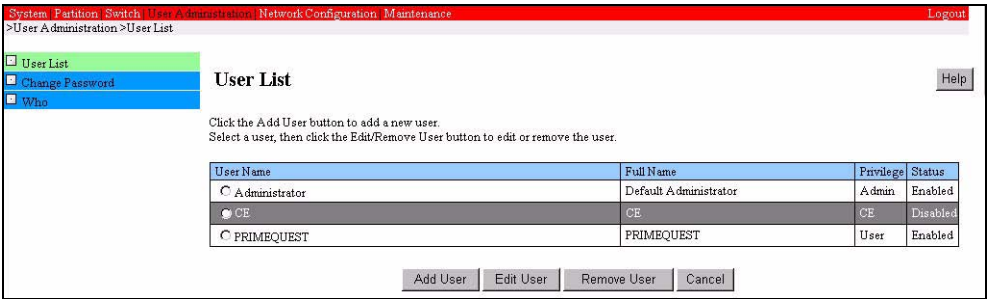 System Partition Switch User Administration Network Configuration Maintenance Logout
>User Administration >User List
User List
Change Password
Who
User List
Help
Click the Add User button to add a new user.
Select a user, then click the Edit/Remove User button to edit or remove the user.
User Name Full Name Privilege Status
Administrator Default Administrator Admin Enabled
CE CE CE Disabled
PRIMEQUEST PRIMEQUEST User Enabled
Add User Edit User Remove User Cancel